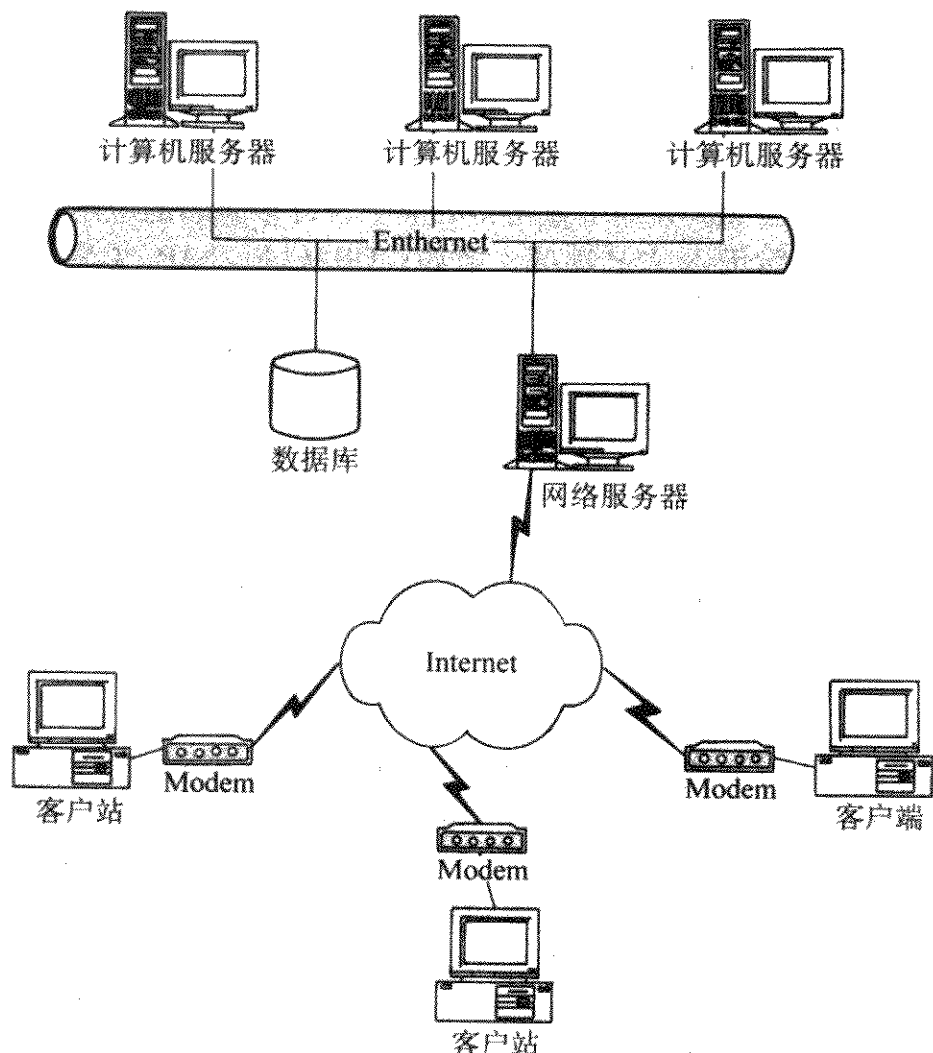 计算机服务器
计算机服务器
计算机服务器
Enthernet
数据库
网络服务器
Internet
Modem
客户站
Modem
客户端
Modem
客户站